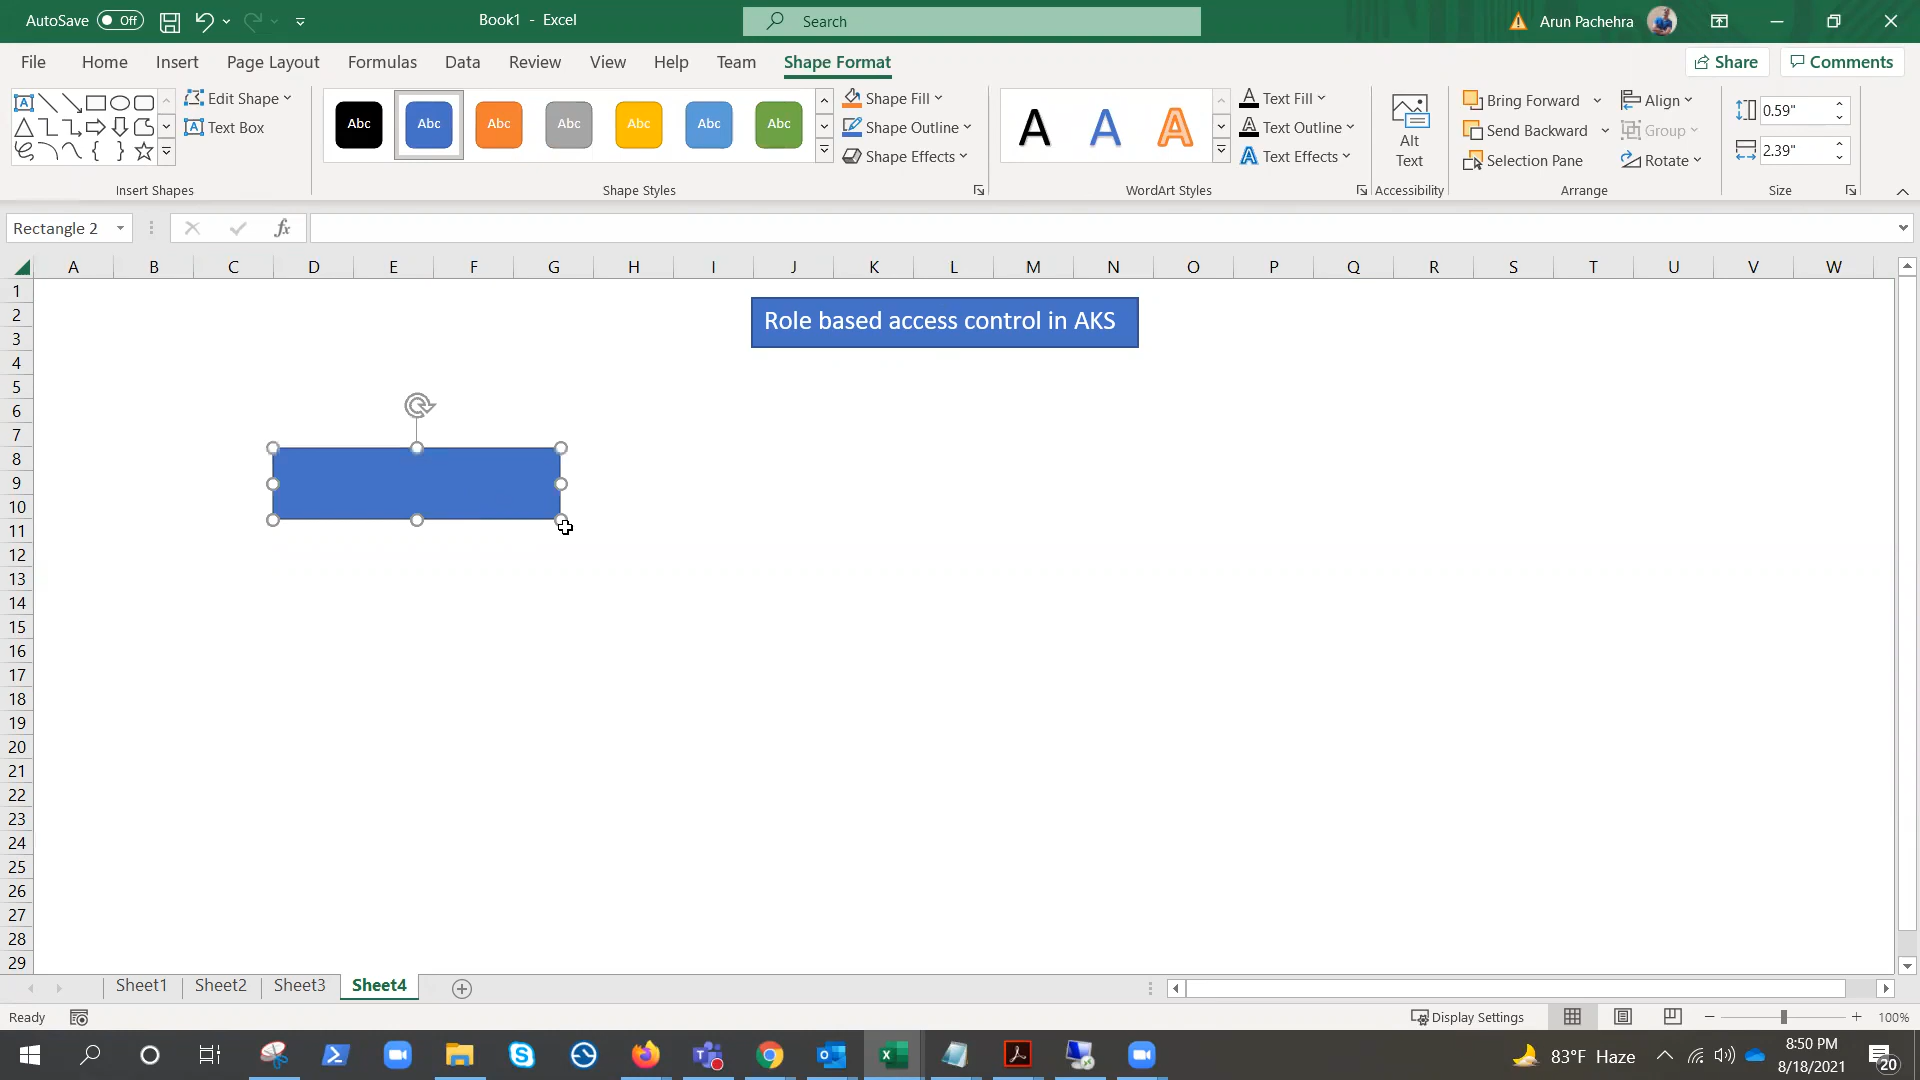 AutoSave Off Book1 - Excel Search Arun Pachehra
File Home Insert Page Layout Formulas Data Review View Help Team Shape Format Share Comments
Edit Shape
Text Box
Insert Shapes
Abc Abc Abc Abc Abc Abc Abc
Shape Fill
Shape Outline
Shape Effects
Shape Styles
A A A
Text Fill
Text Outline
Text Effects
WordArt Styles
Alt
Text
Accessibility
Bring Forward
Send Backward
Selection Pane
Align
Group
Rotate
Arrange
0.59"
2.39"
Size
Rectangle 2
fx
A B C D E F G H I J K L M N O P Q R S T U V W
1
2
3
4
5
6
7
8
9
10
11
12
13
14
15
16
17
18
19
20
21
22
23
24
25
26
27
28
29
Role based access control in AKS
Sheet1 Sheet2 Sheet3 Sheet4
Ready Display Settings 100%
83°F Haze
8:50 PM
8/18/2021
20